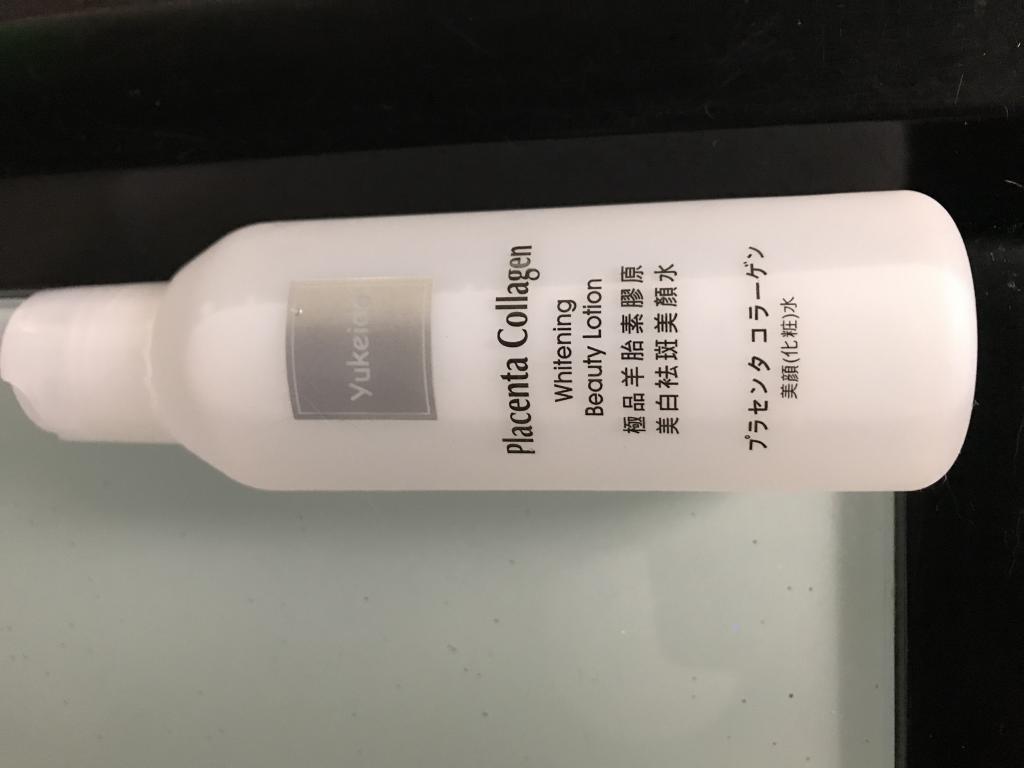 Placenta Collagen
Whitening
Beauty Lotion
極品羊胎素膠原
美白袪斑美顏水
プラセンタ コラーゲン
美顔(化粧)水